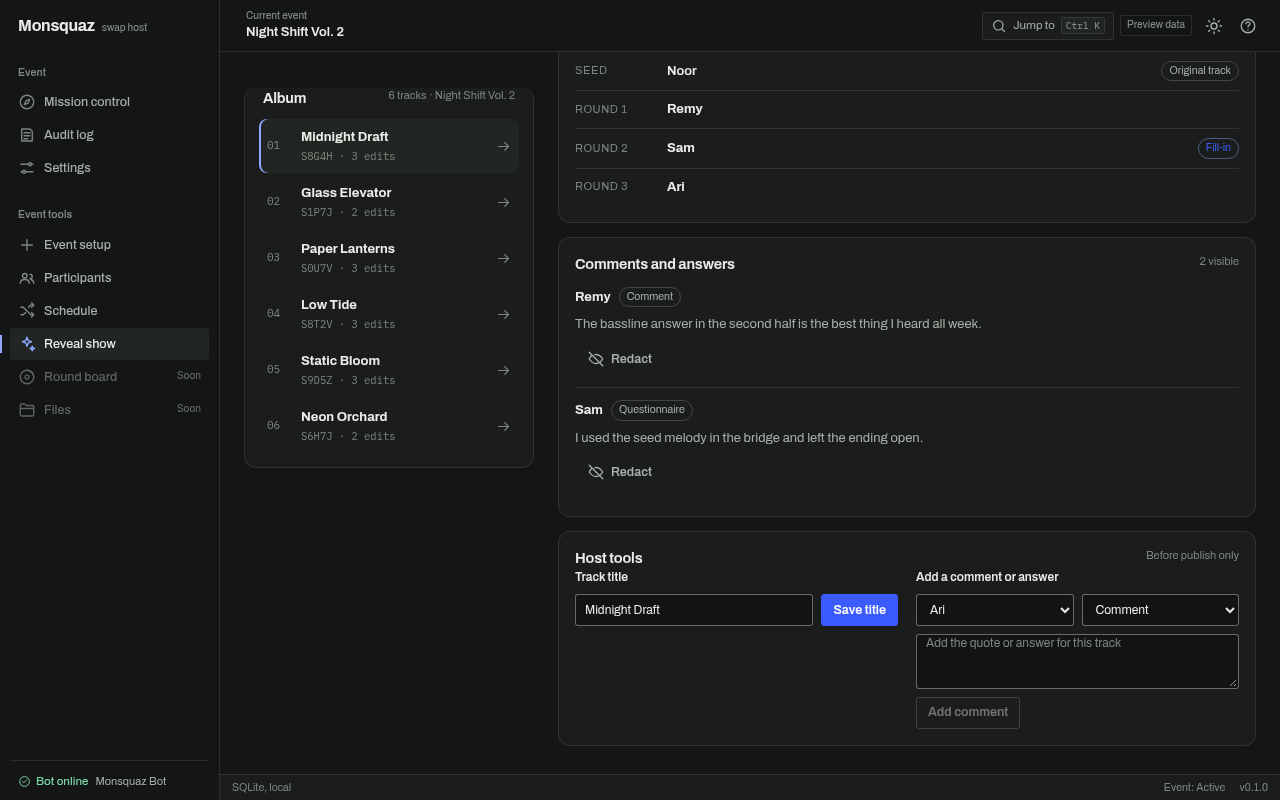 Monsquaz swap host
Event
Mission control
Audit log
Settings
Event tools
Event setup
Participants
Schedule
Reveal show
Round board Soon
Files Soon
Bot online Monsquaz Bot
Current event
Night Shift Vol. 2
Jump to Ctrl K
Preview data
Album 6 tracks · Night Shift Vol. 2
01 Midnight Draft
S8G4H · 3 edits
02 Glass Elevator
S1P7J · 2 edits
03 Paper Lanterns
S0U7V · 3 edits
04 Low Tide
S8T2V · 3 edits
05 Static Bloom
S9D5Z · 3 edits
06 Neon Orchard
S6H7J · 2 edits
SEED Noor Original track
ROUND 1 Remy
ROUND 2 Sam Fill-in
ROUND 3 Ari
Comments and answers 2 visible
Remy Comment
The bassline answer in the second half is the best thing I heard all week.
Redact
Sam Questionnaire
I used the seed melody in the bridge and left the ending open.
Redact
Host tools Before publish only
Track title
Midnight Draft Save title
Add a comment or answer
Ari Comment
Add the quote or answer for this track
Add comment
SQLite, local Event: Active v0.1.0